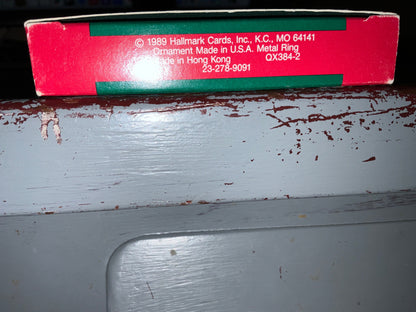 © 1989 Hallmark Cards, Inc., K.C., MO 64141
Ornament Made in U.S.A. Metal Ring
Made in Hong Kong QX384-2
23-278-9091